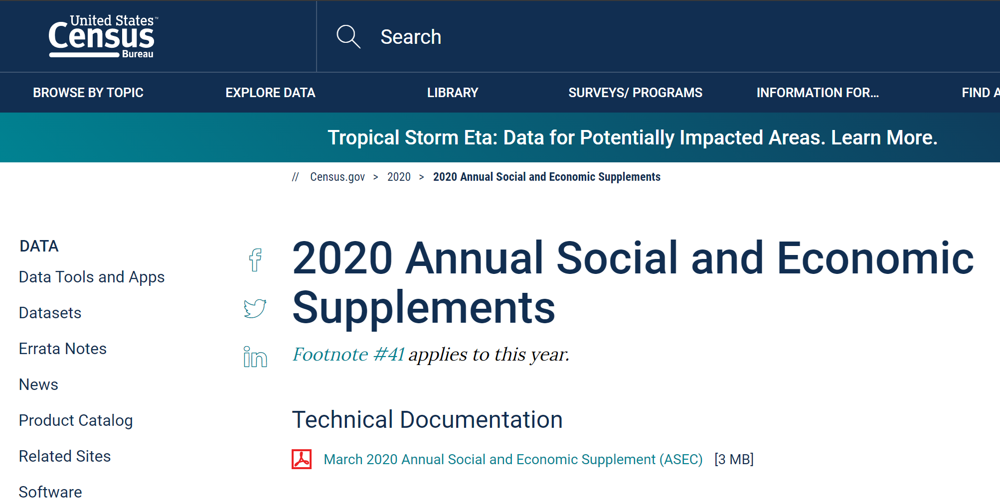 United States™
Census
Bureau
Search
BROWSE BY TOPIC
EXPLORE DATA
LIBRARY
SURVEYS/ PROGRAMS
INFORMATION FOR...
FIND A
Tropical Storm Eta: Data for Potentially Impacted Areas. Learn More.
// Census.gov > 2020 > 2020 Annual Social and Economic Supplements
DATA
Data Tools and Apps
Datasets
Errata Notes
News
Product Catalog
Related Sites
Software
2020 Annual Social and Economic
Supplements
Footnote #41 applies to this year.
Technical Documentation
March 2020 Annual Social and Economic Supplement (ASEC) [3 MB]